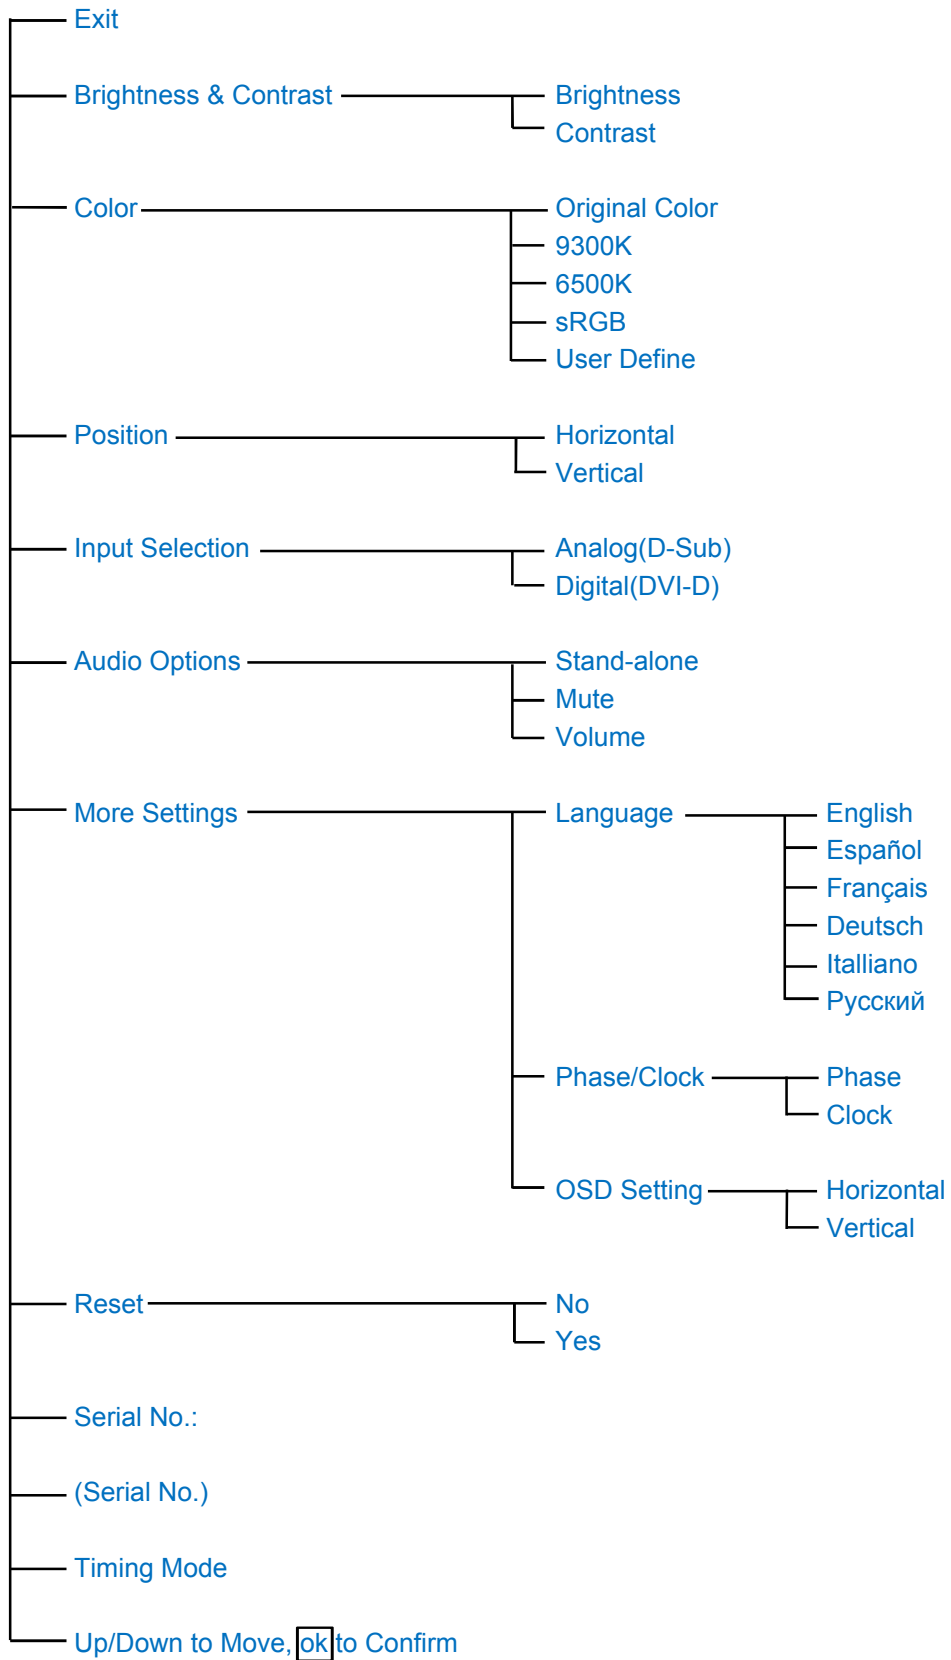 Exit
Brightness & Contrast
Brightness
Contrast
Color
Original Color
9300K
6500K
sRGB
User Define
Position
Horizontal
Vertical
Input Selection
Analog(D-Sub)
Digital(DVI-D)
Audio Options
Stand-alone
Mute
Volume
More Settings
Language
English
Español
Français
Deutsch
Italliano
Русский
Phase/Clock
Phase
Clock
OSD Setting
Horizontal
Vertical
Reset
No
Yes
Serial No.:
(Serial No.)
Timing Mode
Up/Down to Move, ok to Confirm